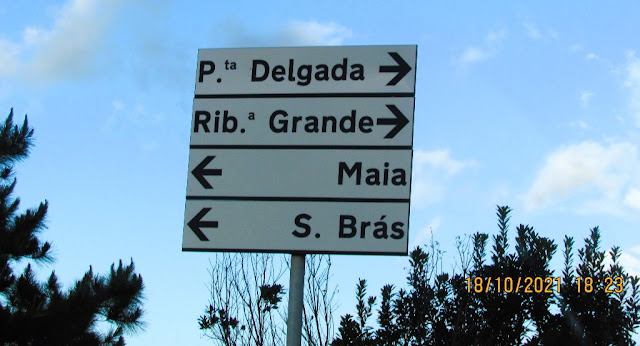 P.ta Delgada
Rib.a Grande
Maia
S. Brás
18/10/2021 18:23